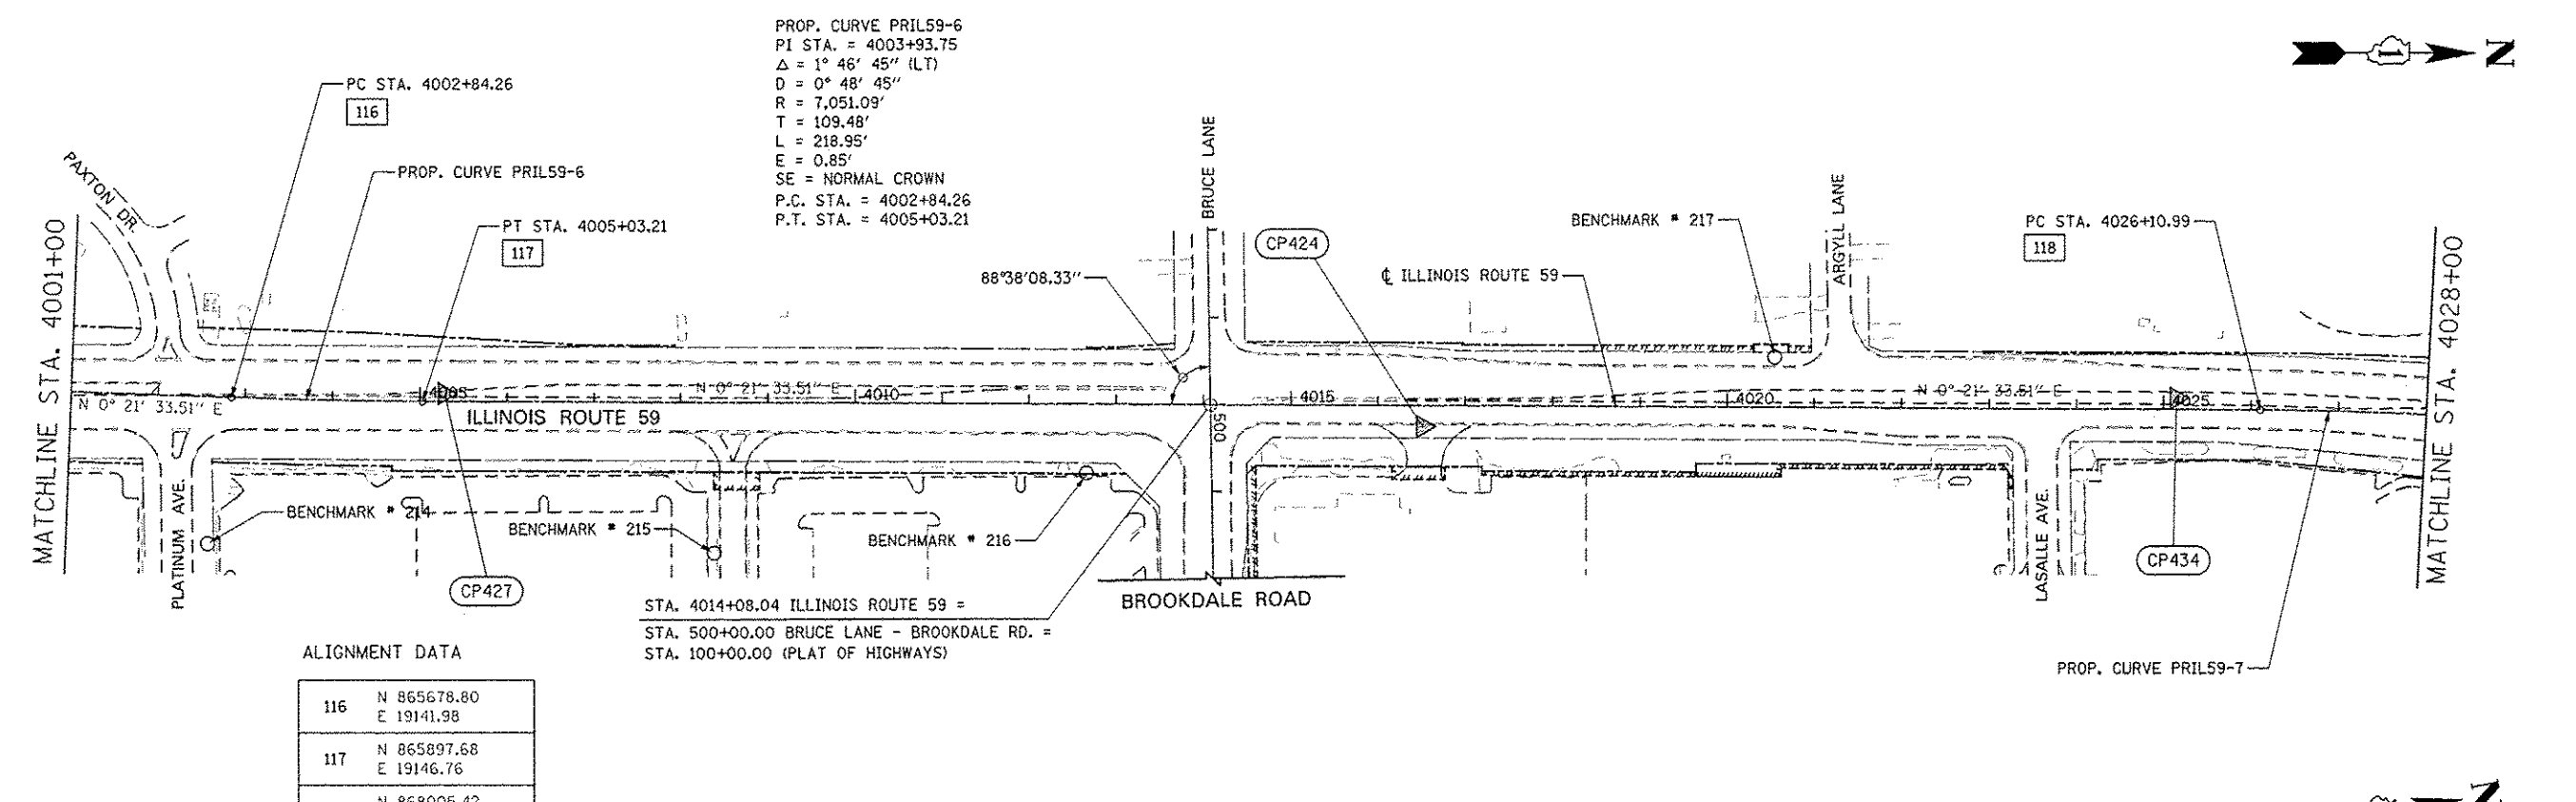 PROP. CURVE PRIL59-6
PI STA. = 4003+93.75
Δ = 1° 46' 45" (LT)
D = 0° 48' 45"
R = 7,051.09'
T = 109.48'
L = 218.95'
E = 0.85'
SE = NORMAL CROWN
P.C. STA. = 4002+84.26
P.T. STA. = 4005+03.21
N
PC STA. 4002+84.26
116
PROP. CURVE PRIL59-6
PT STA. 4005+03.21
117
PAXTON DR.
MATCHLINE STA. 4001+00
BRUCE LANE
88°38'08.33"
CP424
℄ ILLINOIS ROUTE 59
BENCHMARK # 217
ARGYLL LANE
PC STA. 4026+10.99
118
MATCHLINE STA. 4028+00
N 0° 21' 33.51" E
4005
N 0° 21' 33.51" E
4010
4015
4020
N 0° 21' 33.51" E
4025
ILLINOIS ROUTE 59
500
PLATINUM AVE.
BENCHMARK # 214
BENCHMARK # 215
BENCHMARK # 216
CP427
CP434
LASALLE AVE.
BROOKDALE ROAD
STA. 4014+08.04 ILLINOIS ROUTE 59 =
STA. 500+00.00 BRUCE LANE - BROOKDALE RD. =
STA. 100+00.00 (PLAT OF HIGHWAYS)
PROP. CURVE PRIL59-7
ALIGNMENT DATA
116 N 865678.80
E 19141.98
117 N 865897.68
E 19146.76
N